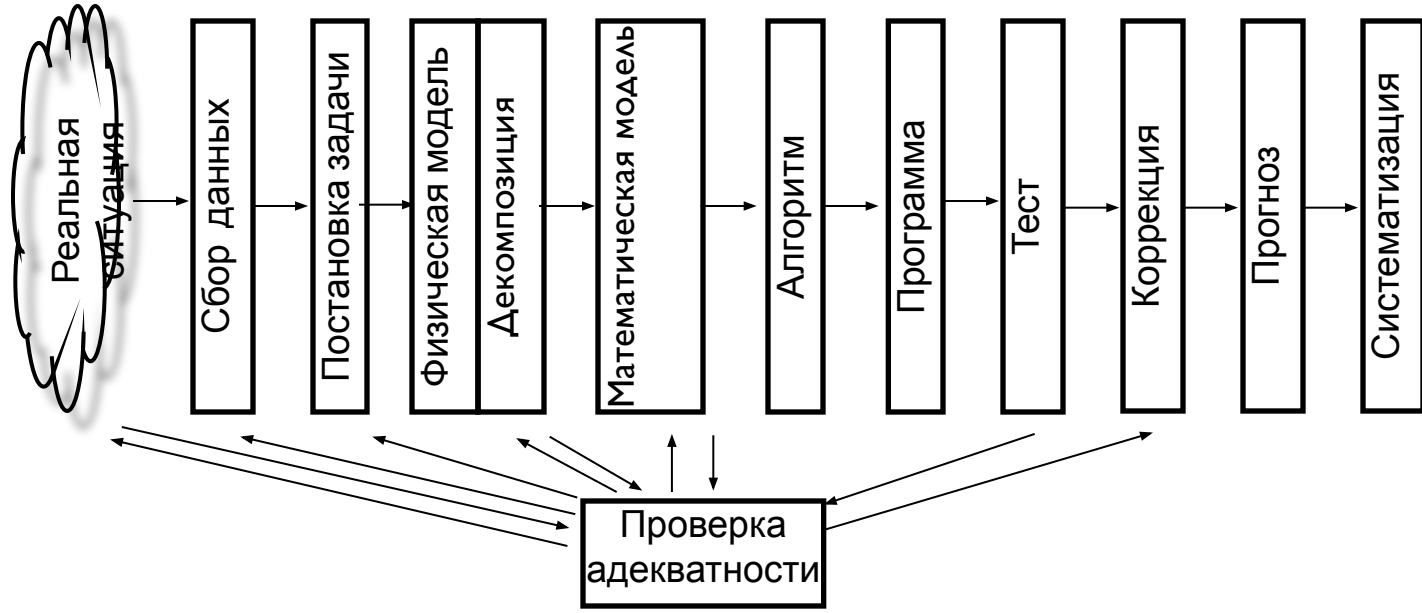 Реальная
ситуация
Сбор данных
Постановка задачи
Физическая модель
Декомпозиция
Математическая модель
Алгоритм
Программа
Тест
Коррекция
Прогноз
Систематизация
Проверка
адекватности